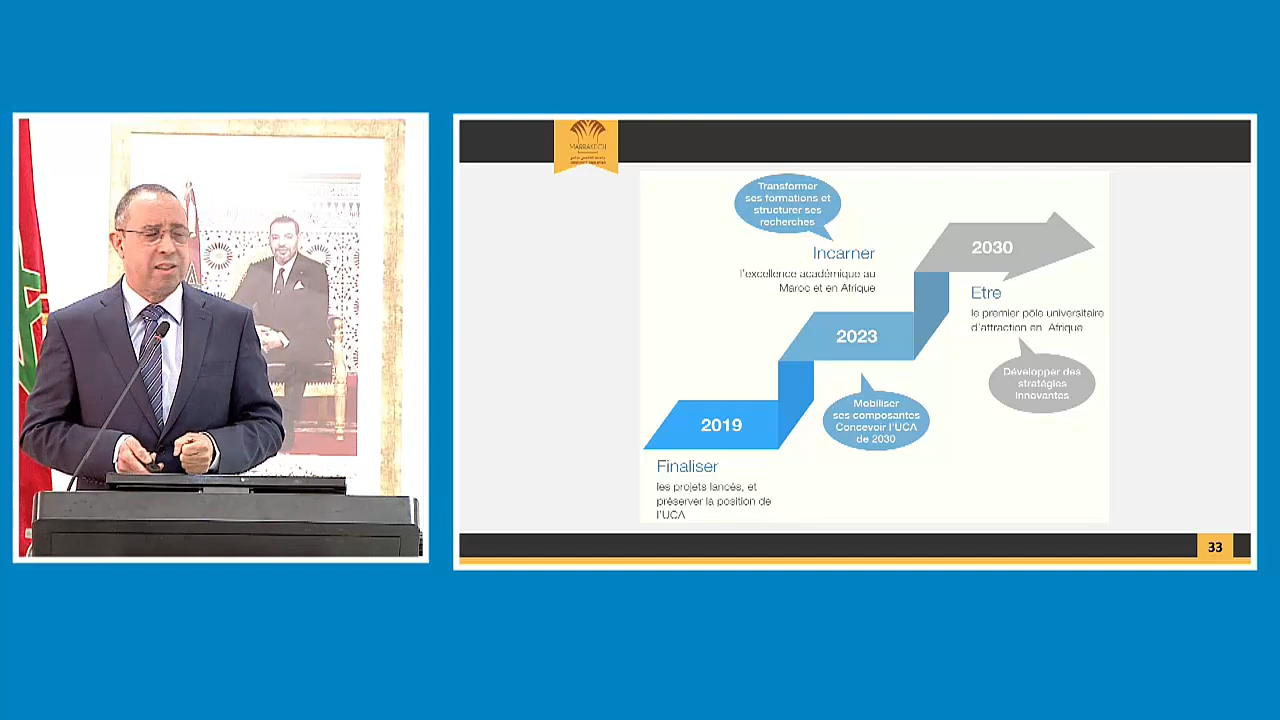 MARRAKECH
Transformer
ses formations et
structurer ses
recherches
Incarner
l'excellence académique au
Maroc et en Afrique
2030
Etre
le premier pôle universitaire
d'attraction en Afrique
Développer des
stratégies
innovantes
2023
Mobiliser
ses composantes
Concevoir l'UCA
de 2030
2019
Finaliser
les projets lancés, et
préserver la position de
l'UCA
33